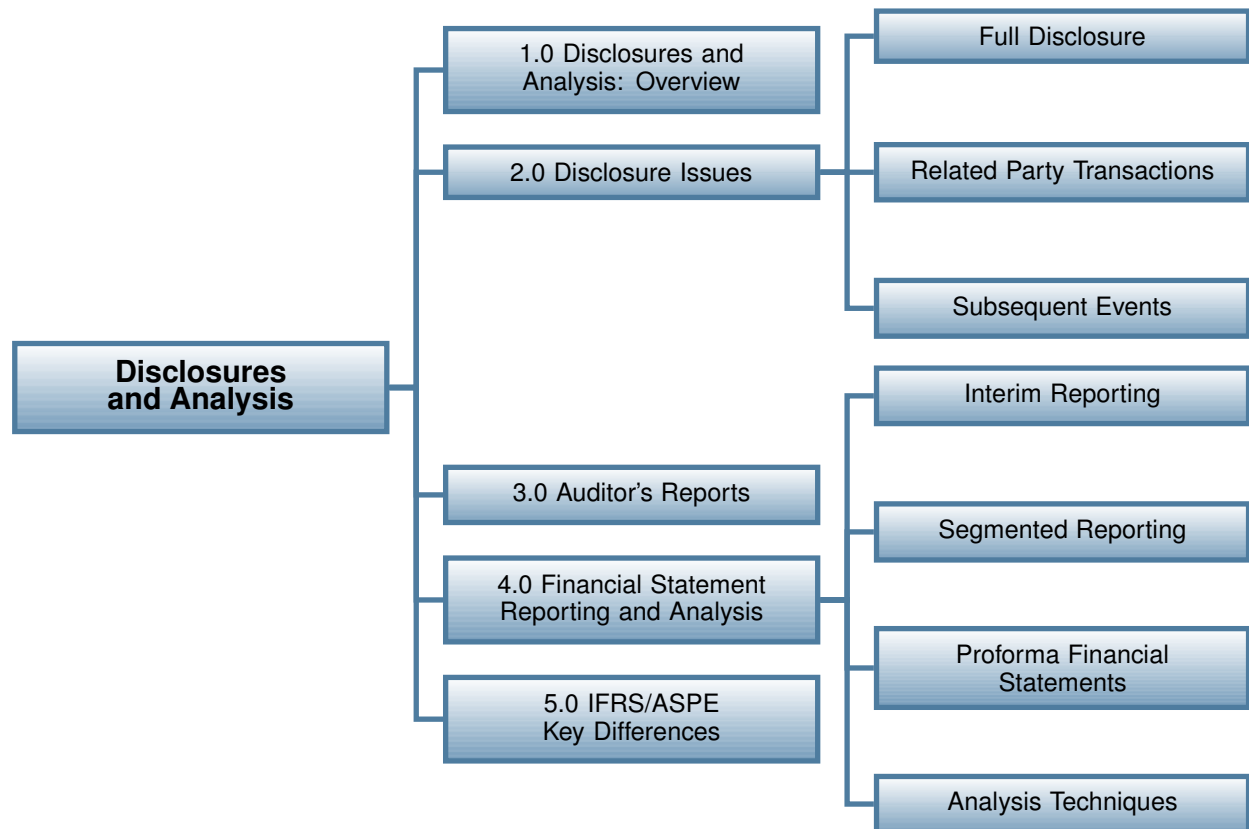 Disclosures
and Analysis
1.0 Disclosures and
Analysis: Overview
2.0 Disclosure Issues
Full Disclosure
Related Party Transactions
Subsequent Events
3.0 Auditor's Reports
4.0 Financial Statement
Reporting and Analysis
Interim Reporting
Segmented Reporting
Proforma Financial
Statements
Analysis Techniques
5.0 IFRS/ASPE
Key Differences